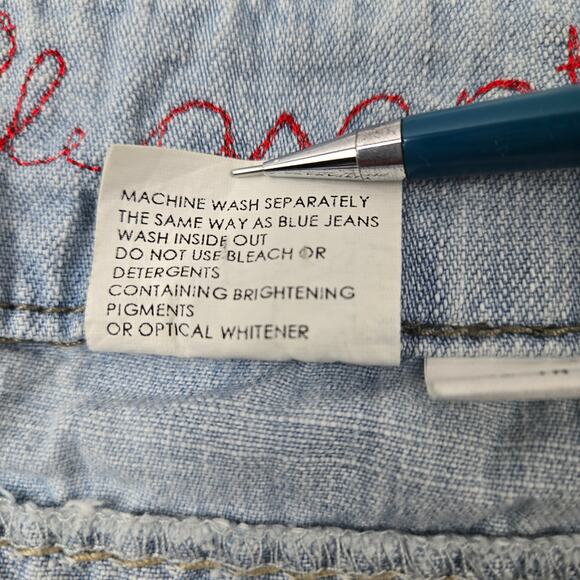 MACHINE WASH SEPARATELY
THE SAME WAY AS BLUE JEANS
WASH INSIDE OUT
DO NOT USE BLEACH OR
DETERGENTS
CONTAINING BRIGHTENING
PIGMENTS
OR OPTICAL WHITENER